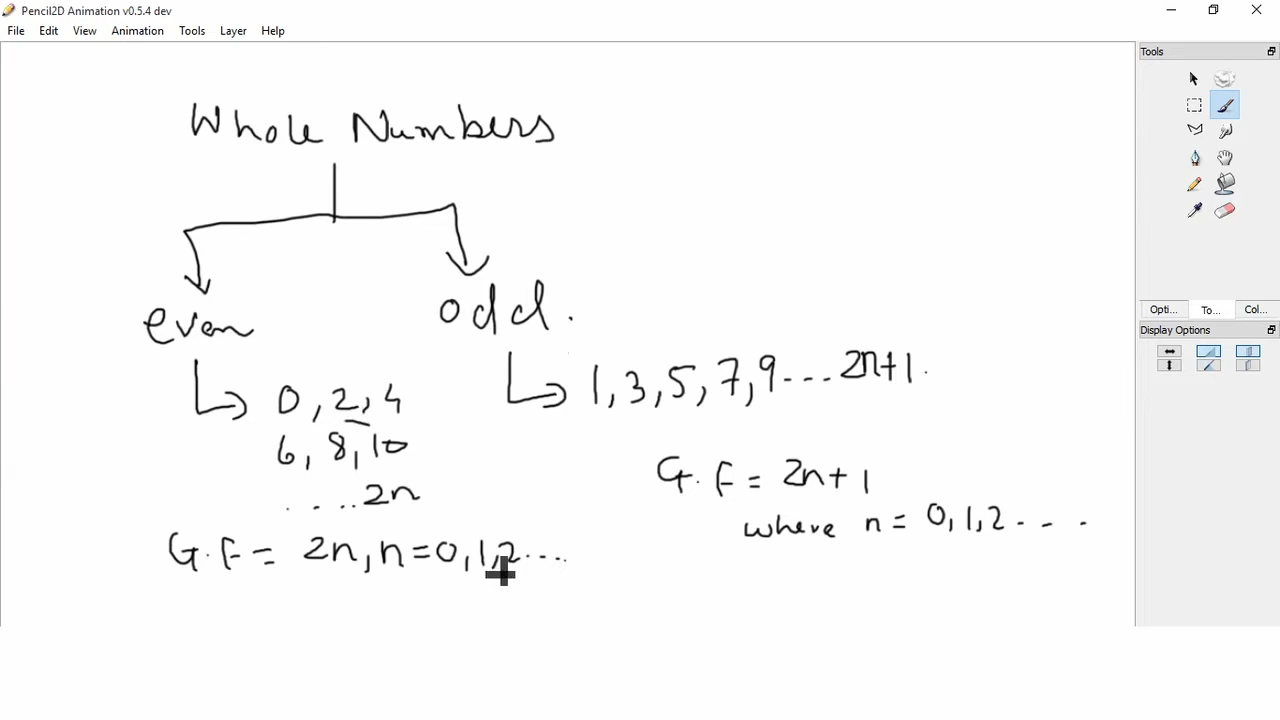 Pencil2D Animation v0.5.4 dev
File Edit View Animation Tools Layer Help
Tools
Whole Numbers
even
odd.
0, 2, 4
6, 8, 10
....2n
G.F = 2n, n=0,1,2....
1, 3, 5, 7, 9.... 2n+1.
G.F = 2n+1
where n = 0,1,2....
Opti... To... Col...
Display Options